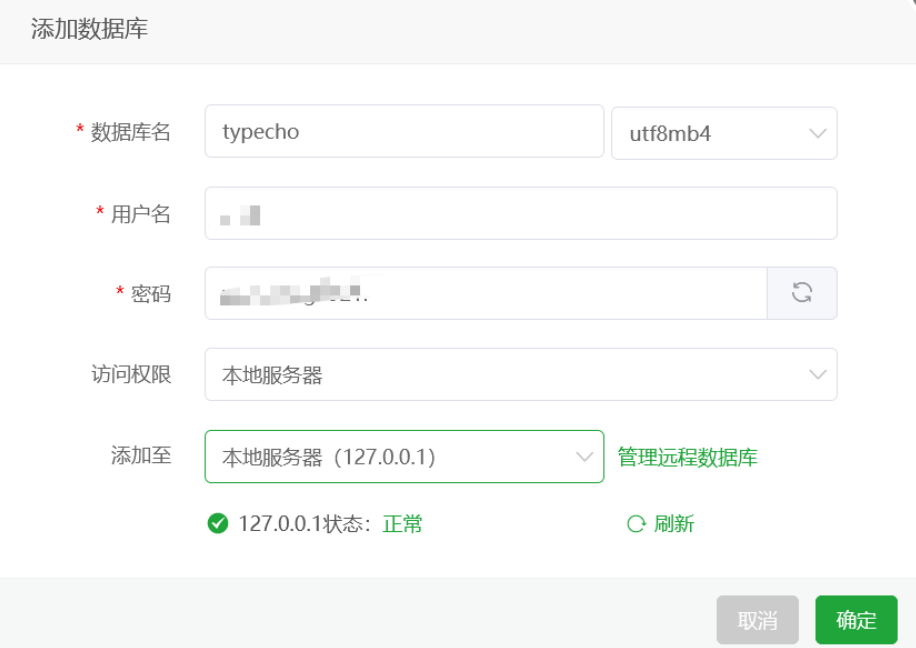 添加数据库
* 数据库名 typecho utf8mb4
* 用户名
* 密码
访问权限 本地服务器
添加至 本地服务器（127.0.0.1） 管理远程数据库
127.0.0.1状态：正常 刷新
取消 确定